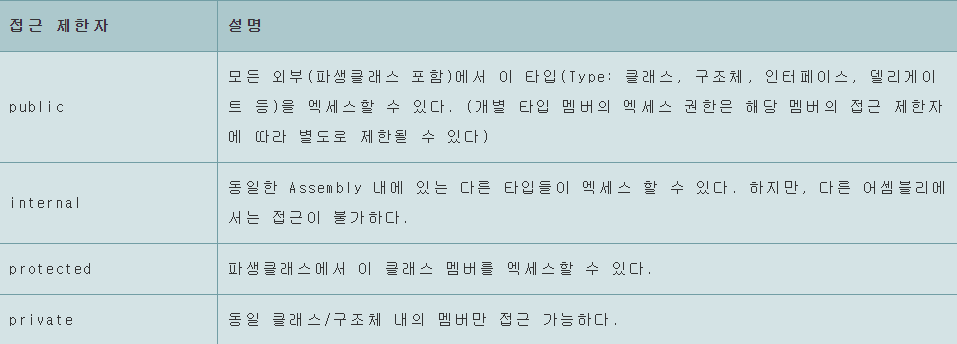 접근 제한자 설명
public
모든 외부(파생클래스 포함)에서 이 타입(Type: 클래스, 구조체, 인터페이스, 델리게이
트 등)을 엑세스할 수 있다. (개별 타입 멤버의 엑세스 권한은 해당 멤버의 접근 제한자
에 따라 별도로 제한될 수 있다)
internal
동일한 Assembly 내에 있는 다른 타입들이 엑세스 할 수 있다. 하지만, 다른 어셈블리에
서는 접근이 불가하다.
protected 파생클래스에서 이 클래스 멤버를 엑세스할 수 있다.
private 동일 클래스/구조체 내의 멤버만 접근 가능하다.